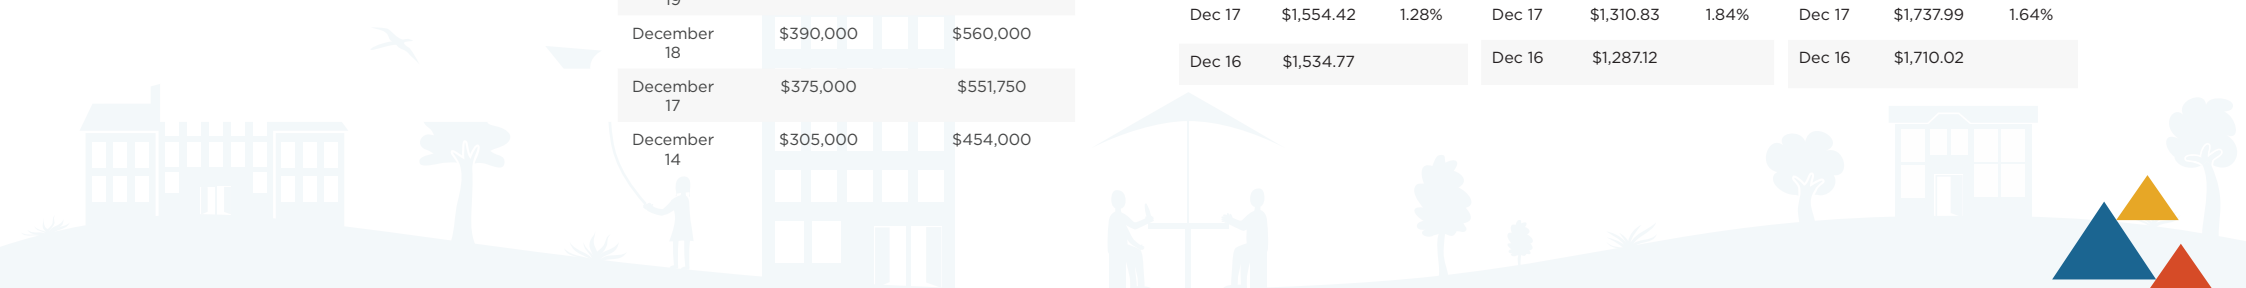 19
December $390,000 $560,000
18
December $375,000 $551,750
17
December $305,000 $454,000
14
Dec 17 $1,554.42 1.28%
Dec 16 $1,534.77
Dec 17 $1,310.83 1.84%
Dec 16 $1,287.12
Dec 17 $1,737.99 1.64%
Dec 16 $1,710.02